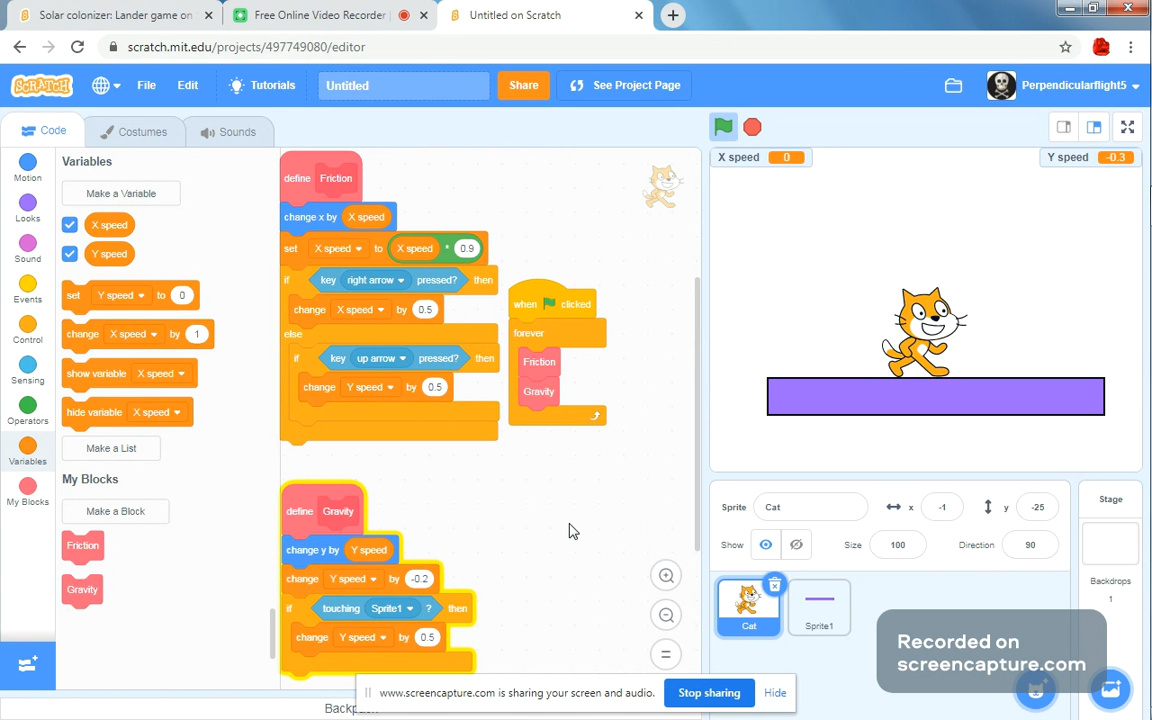 Solar colonizer: Lander game on
Free Online Video Recorder
Untitled on Scratch
scratch.mit.edu/projects/497749080/editor
SCRATCH File Edit Tutorials Untitled Share See Project Page Perpendicularflight5
Code Costumes Sounds
Motion
Looks
Sound
Events
Control
Sensing
Operators
Variables
My Blocks
Variables
Make a Variable
X speed
Y speed
set Y speed to 0
change X speed by 1
show variable X speed
hide variable X speed
Make a List
My Blocks
Make a Block
Friction
Gravity
define Friction
change x by X speed
set X speed to X speed * 0.9
if key right arrow pressed? then
change X speed by 0.5
else
if key up arrow pressed? then
change Y speed by 0.5
when clicked
forever
Friction
Gravity
define Gravity
change y by Y speed
change Y speed by -0.2
if touching Sprite1 ? then
change Y speed by 0.5
X speed 0
Y speed -0.3
Sprite Cat x -1 y -25
Show Size 100 Direction 90
Cat
Sprite1
Stage
Backdrops
1
Recorded on
screencapture.com
www.screencapture.com is sharing your screen and audio. Stop sharing Hide